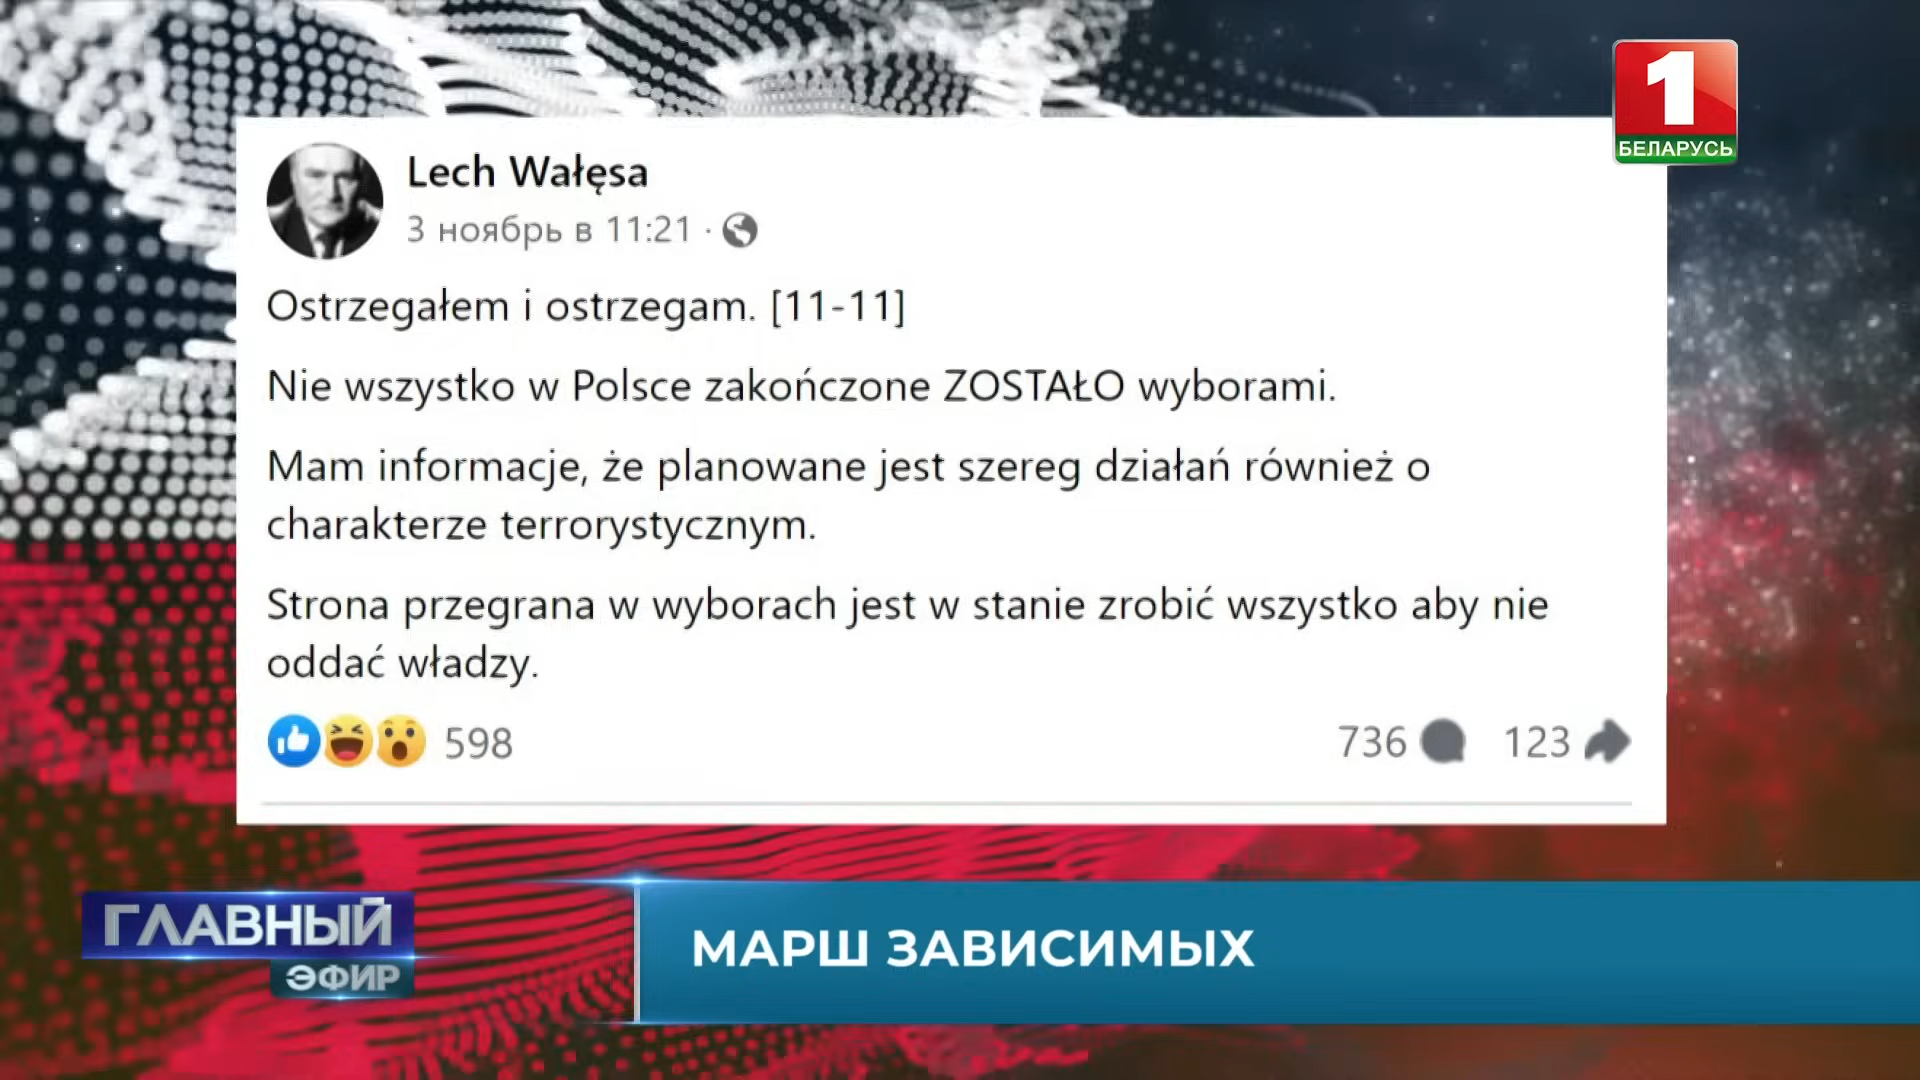 1
БЕЛАРУСЬ
Lech Wałęsa
3 ноябрь в 11:21 ·
Ostrzegałem i ostrzegam. [11-11]
Nie wszystko w Polsce zakończone ZOSTAŁO wyborami.
Mam informacje, że planowane jest szereg działań również o
charakterze terrorystycznym.
Strona przegrana w wyborach jest w stanie zrobić wszystko aby nie
oddać władzy.
598
736 123
ГЛАВНЫЙ
ЭФИР
МАРШ ЗАВИСИМЫХ